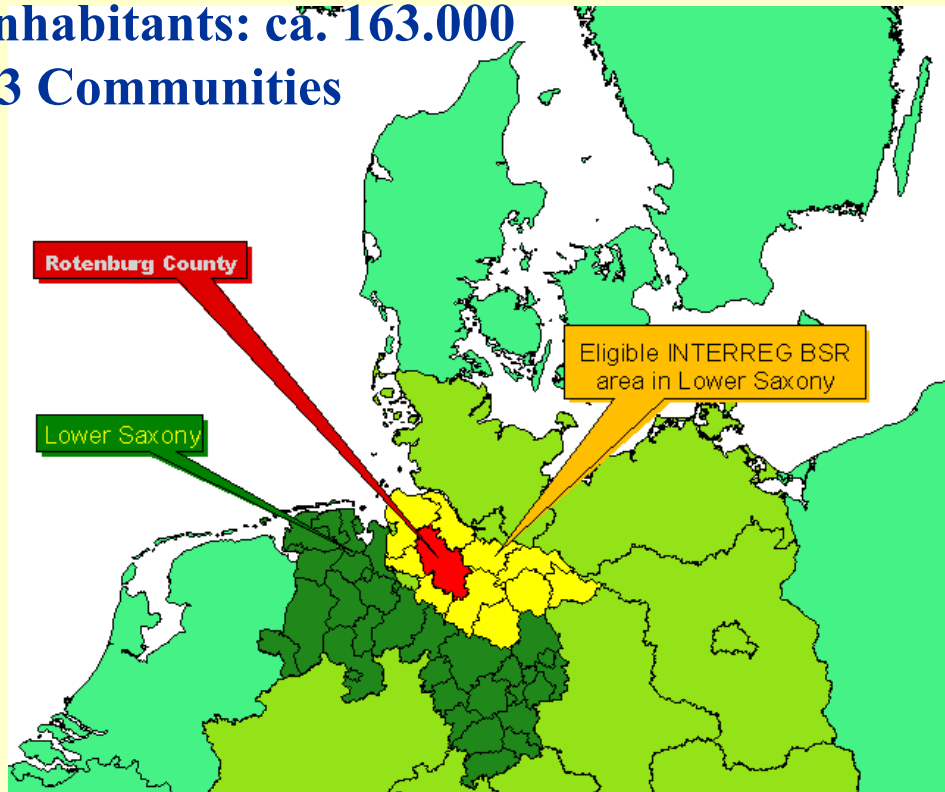 nhabitants: ca. 163.000
3 Communities
Rotenburg County
Eligible INTERREG BSR
area in Lower Saxony
Lower Saxony